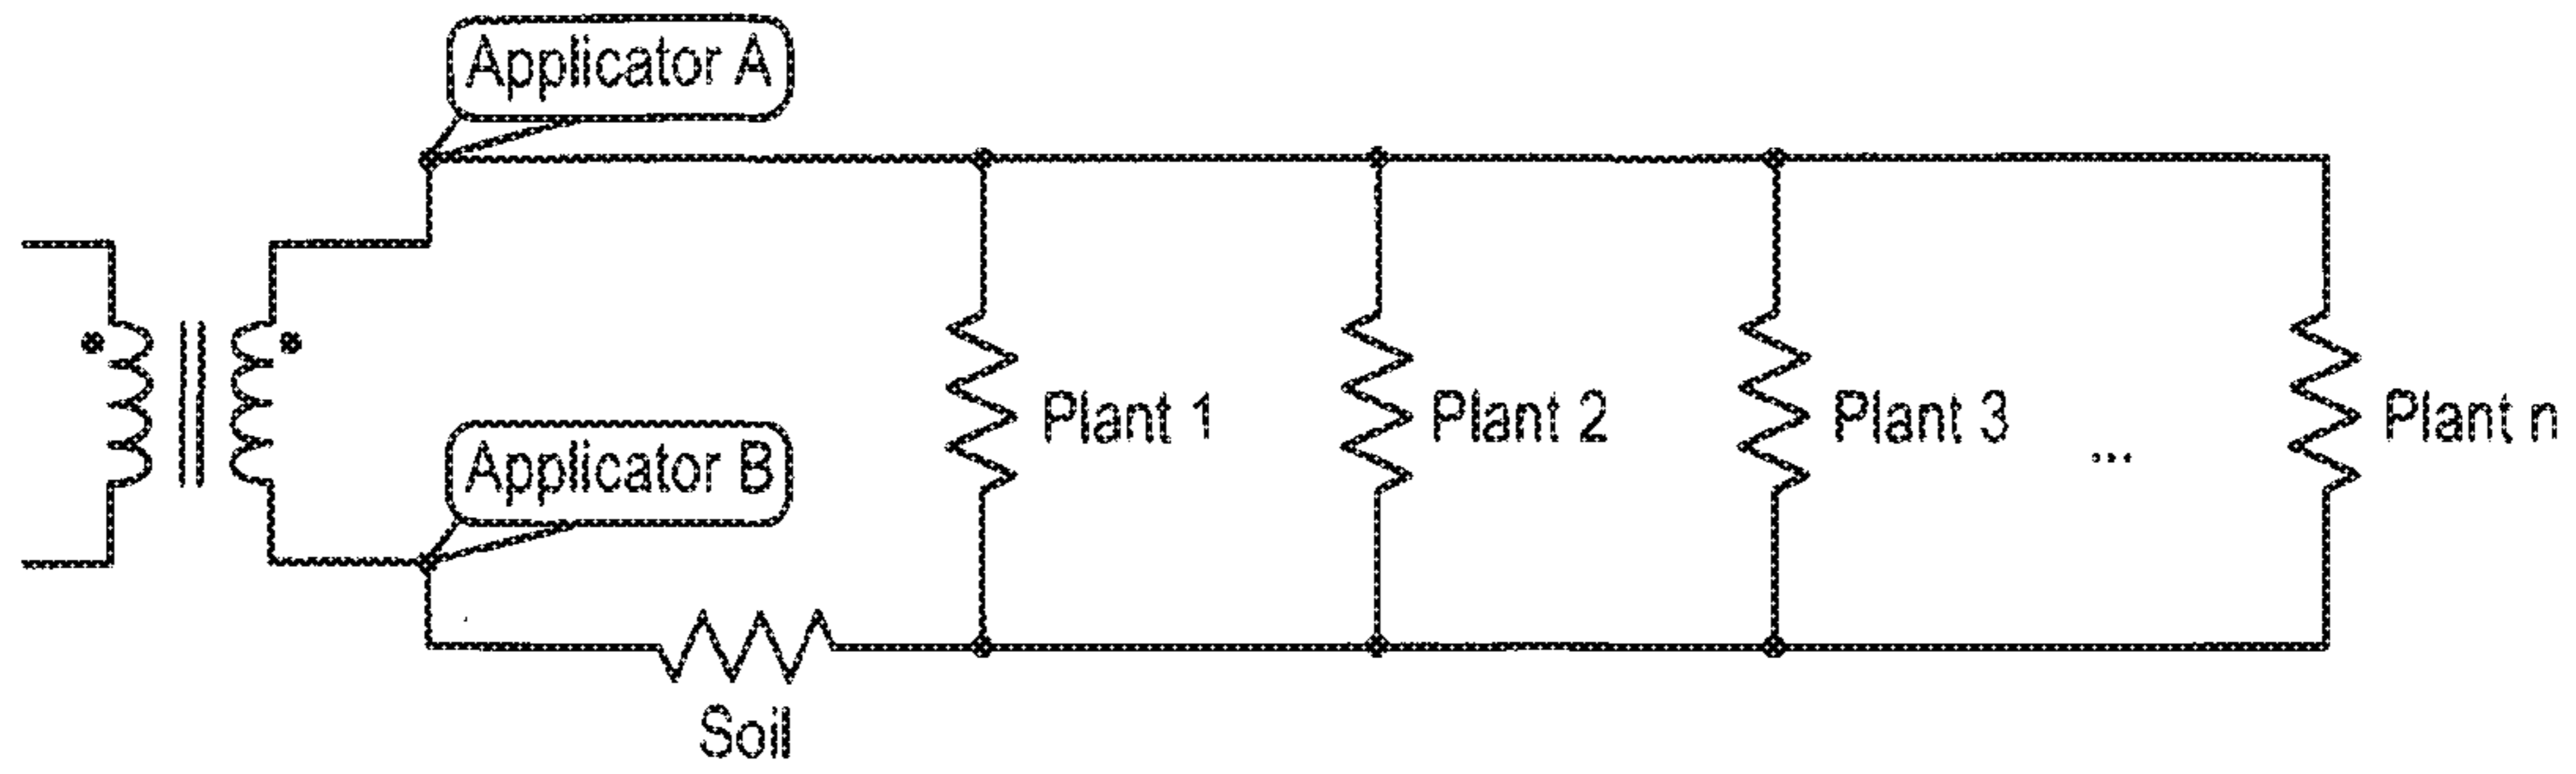 Applicator A
Applicator B
Plant 1
Plant 2
Plant 3
...
Plant n
Soil